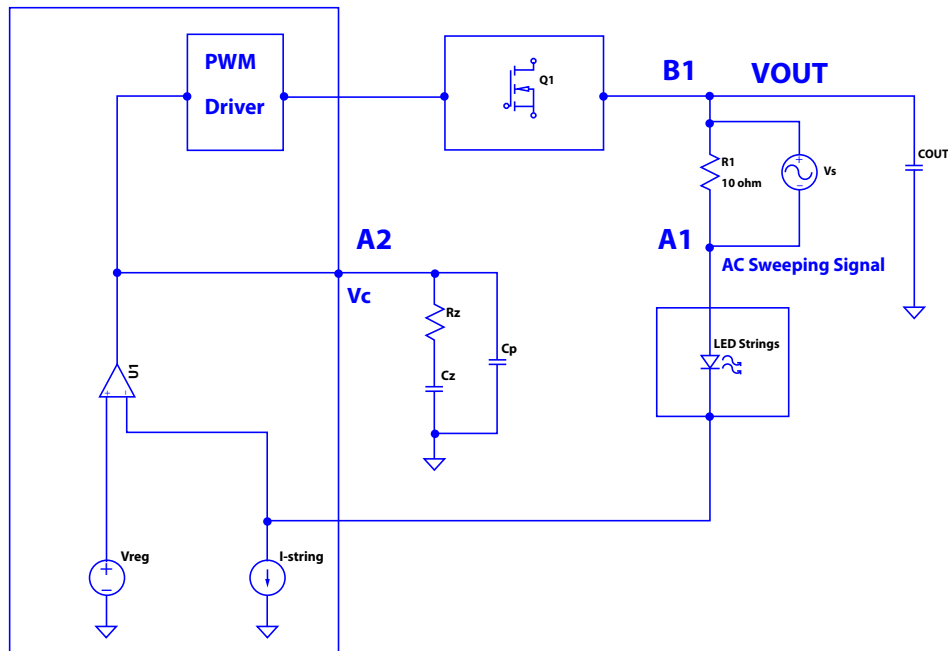 PWM
Driver
Q1
B1
VOUT
R1
10 ohm
+
−
Vs
COUT
A2
A1
AC Sweeping Signal
Vc
Rz
Cp
Cz
LED Strings
U1
+
−
Vreg
+
−
I-string